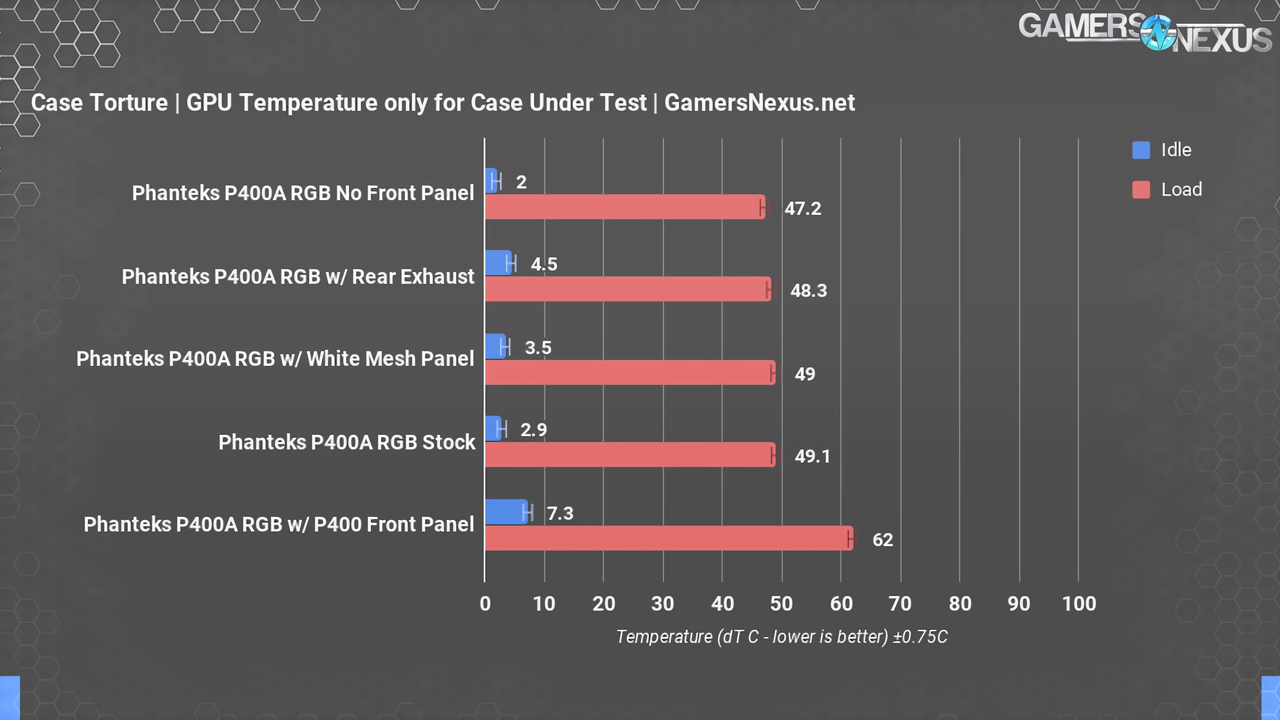 GAMERS NEXUS
Case Torture | GPU Temperature only for Case Under Test | GamersNexus.net
Idle
Load
Phanteks P400A RGB No Front Panel
2
47.2
Phanteks P400A RGB w/ Rear Exhaust
4.5
48.3
Phanteks P400A RGB w/ White Mesh Panel
3.5
49
Phanteks P400A RGB Stock
2.9
49.1
Phanteks P400A RGB w/ P400 Front Panel
7.3
62
0 10 20 30 40 50 60 70 80 90 100
Temperature (dT C - lower is better) ±0.75C